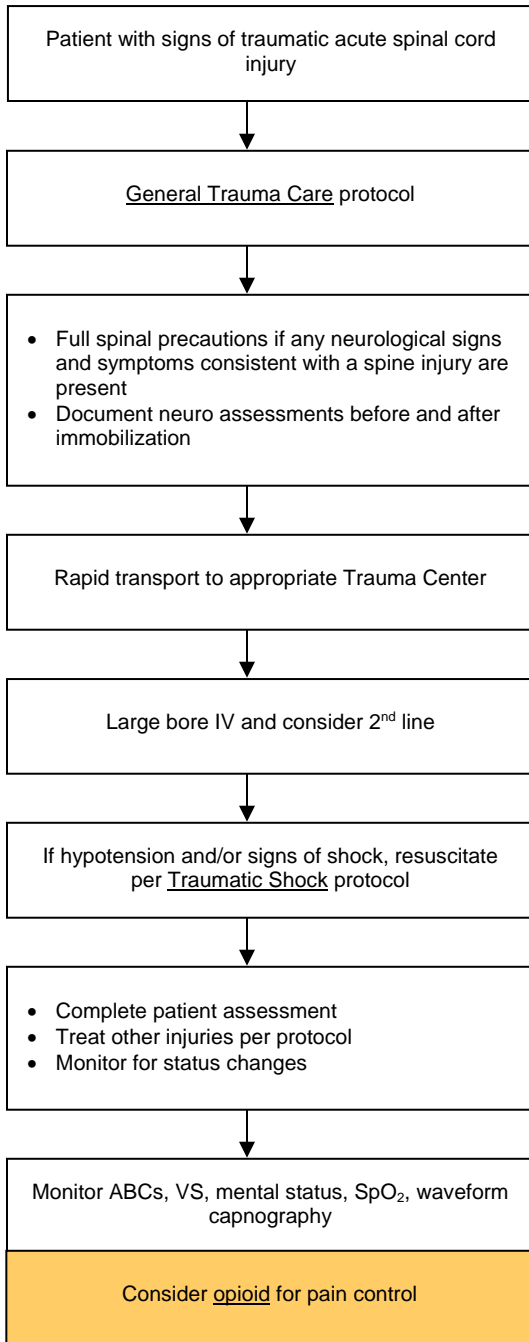 Patient with signs of traumatic acute spinal cord
injury
General Trauma Care protocol
• Full spinal precautions if any neurological signs
and symptoms consistent with a spine injury are
present
• Document neuro assessments before and after
immobilization
Rapid transport to appropriate Trauma Center
Large bore IV and consider 2nd line
If hypotension and/or signs of shock, resuscitate
per Traumatic Shock protocol
• Complete patient assessment
• Treat other injuries per protocol
• Monitor for status changes
Monitor ABCs, VS, mental status, SpO₂, waveform
capnography
Consider opioid for pain control